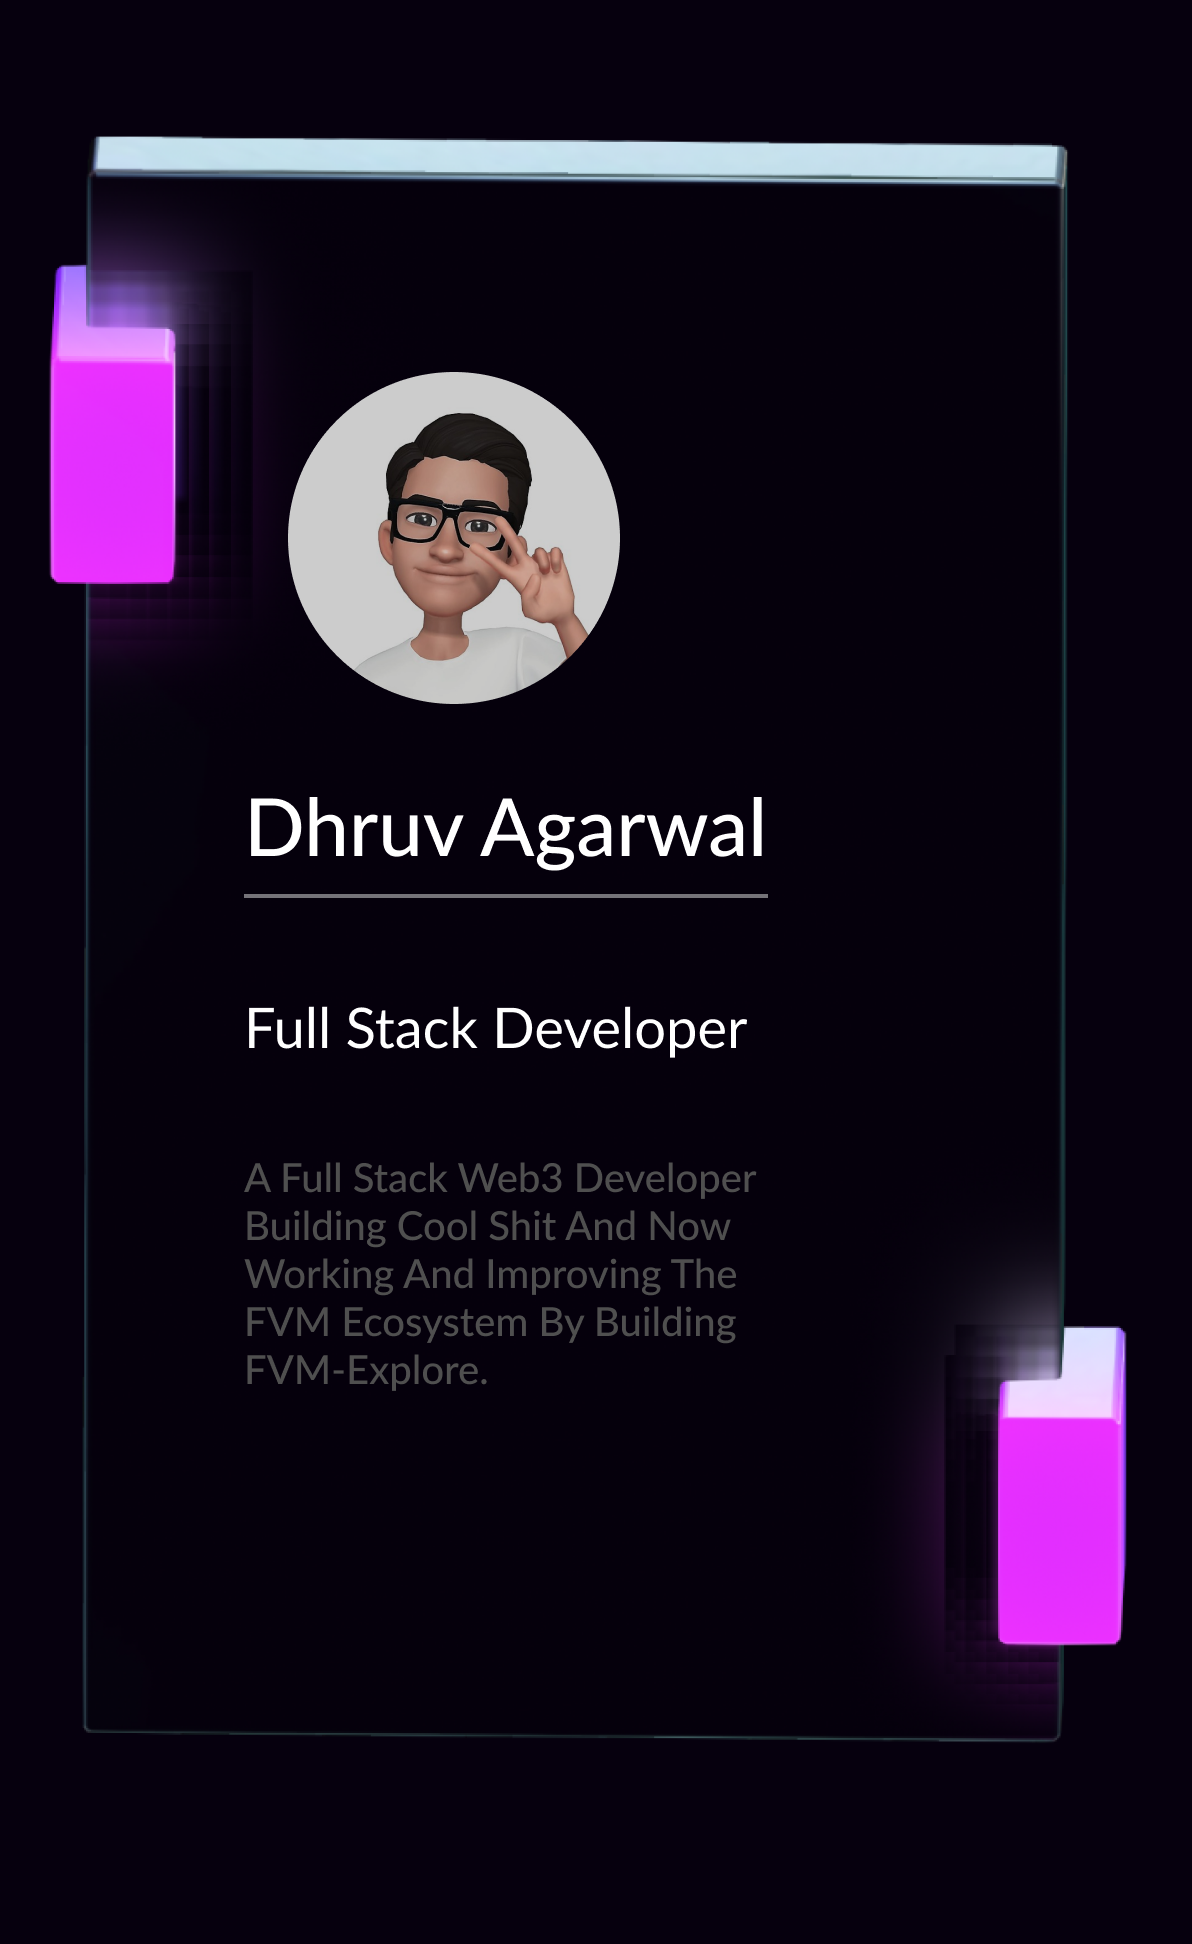 Dhruv Agarwal
Full Stack Developer
A Full Stack Web3 Developer
Building Cool Shit And Now
Working And Improving The
FVM Ecosystem By Building
FVM-Explore.